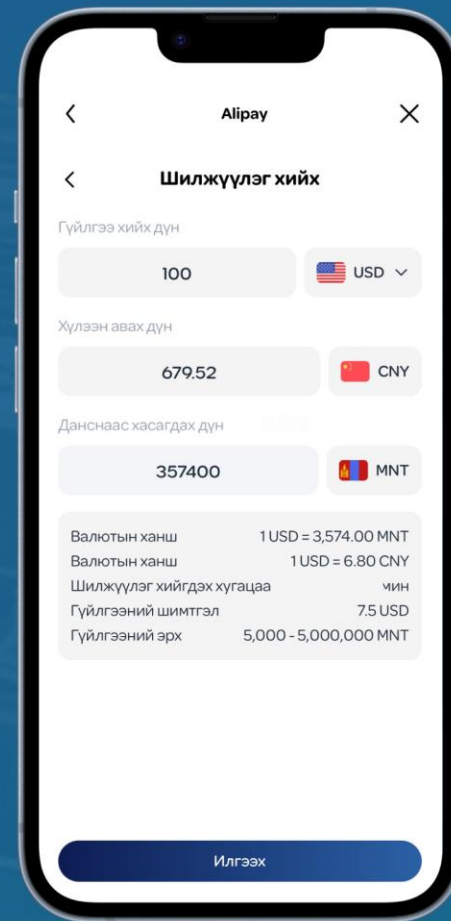 Alipay
Шилжүүлэг хийх
Гүйлгээ хийх дүн
100 USD
Хүлээн авах дүн
679.52 CNY
Данснаас хасагдах дүн
357400 MNT
Валютын ханш 1 USD = 3,574.00 MNT
Валютын ханш 1 USD = 6.80 CNY
Шилжүүлэг хийгдэх хугацаа мин
Гүйлгээний шимтгэл 7.5 USD
Гүйлгээний эрх 5,000 - 5,000,000 MNT
Илгээх